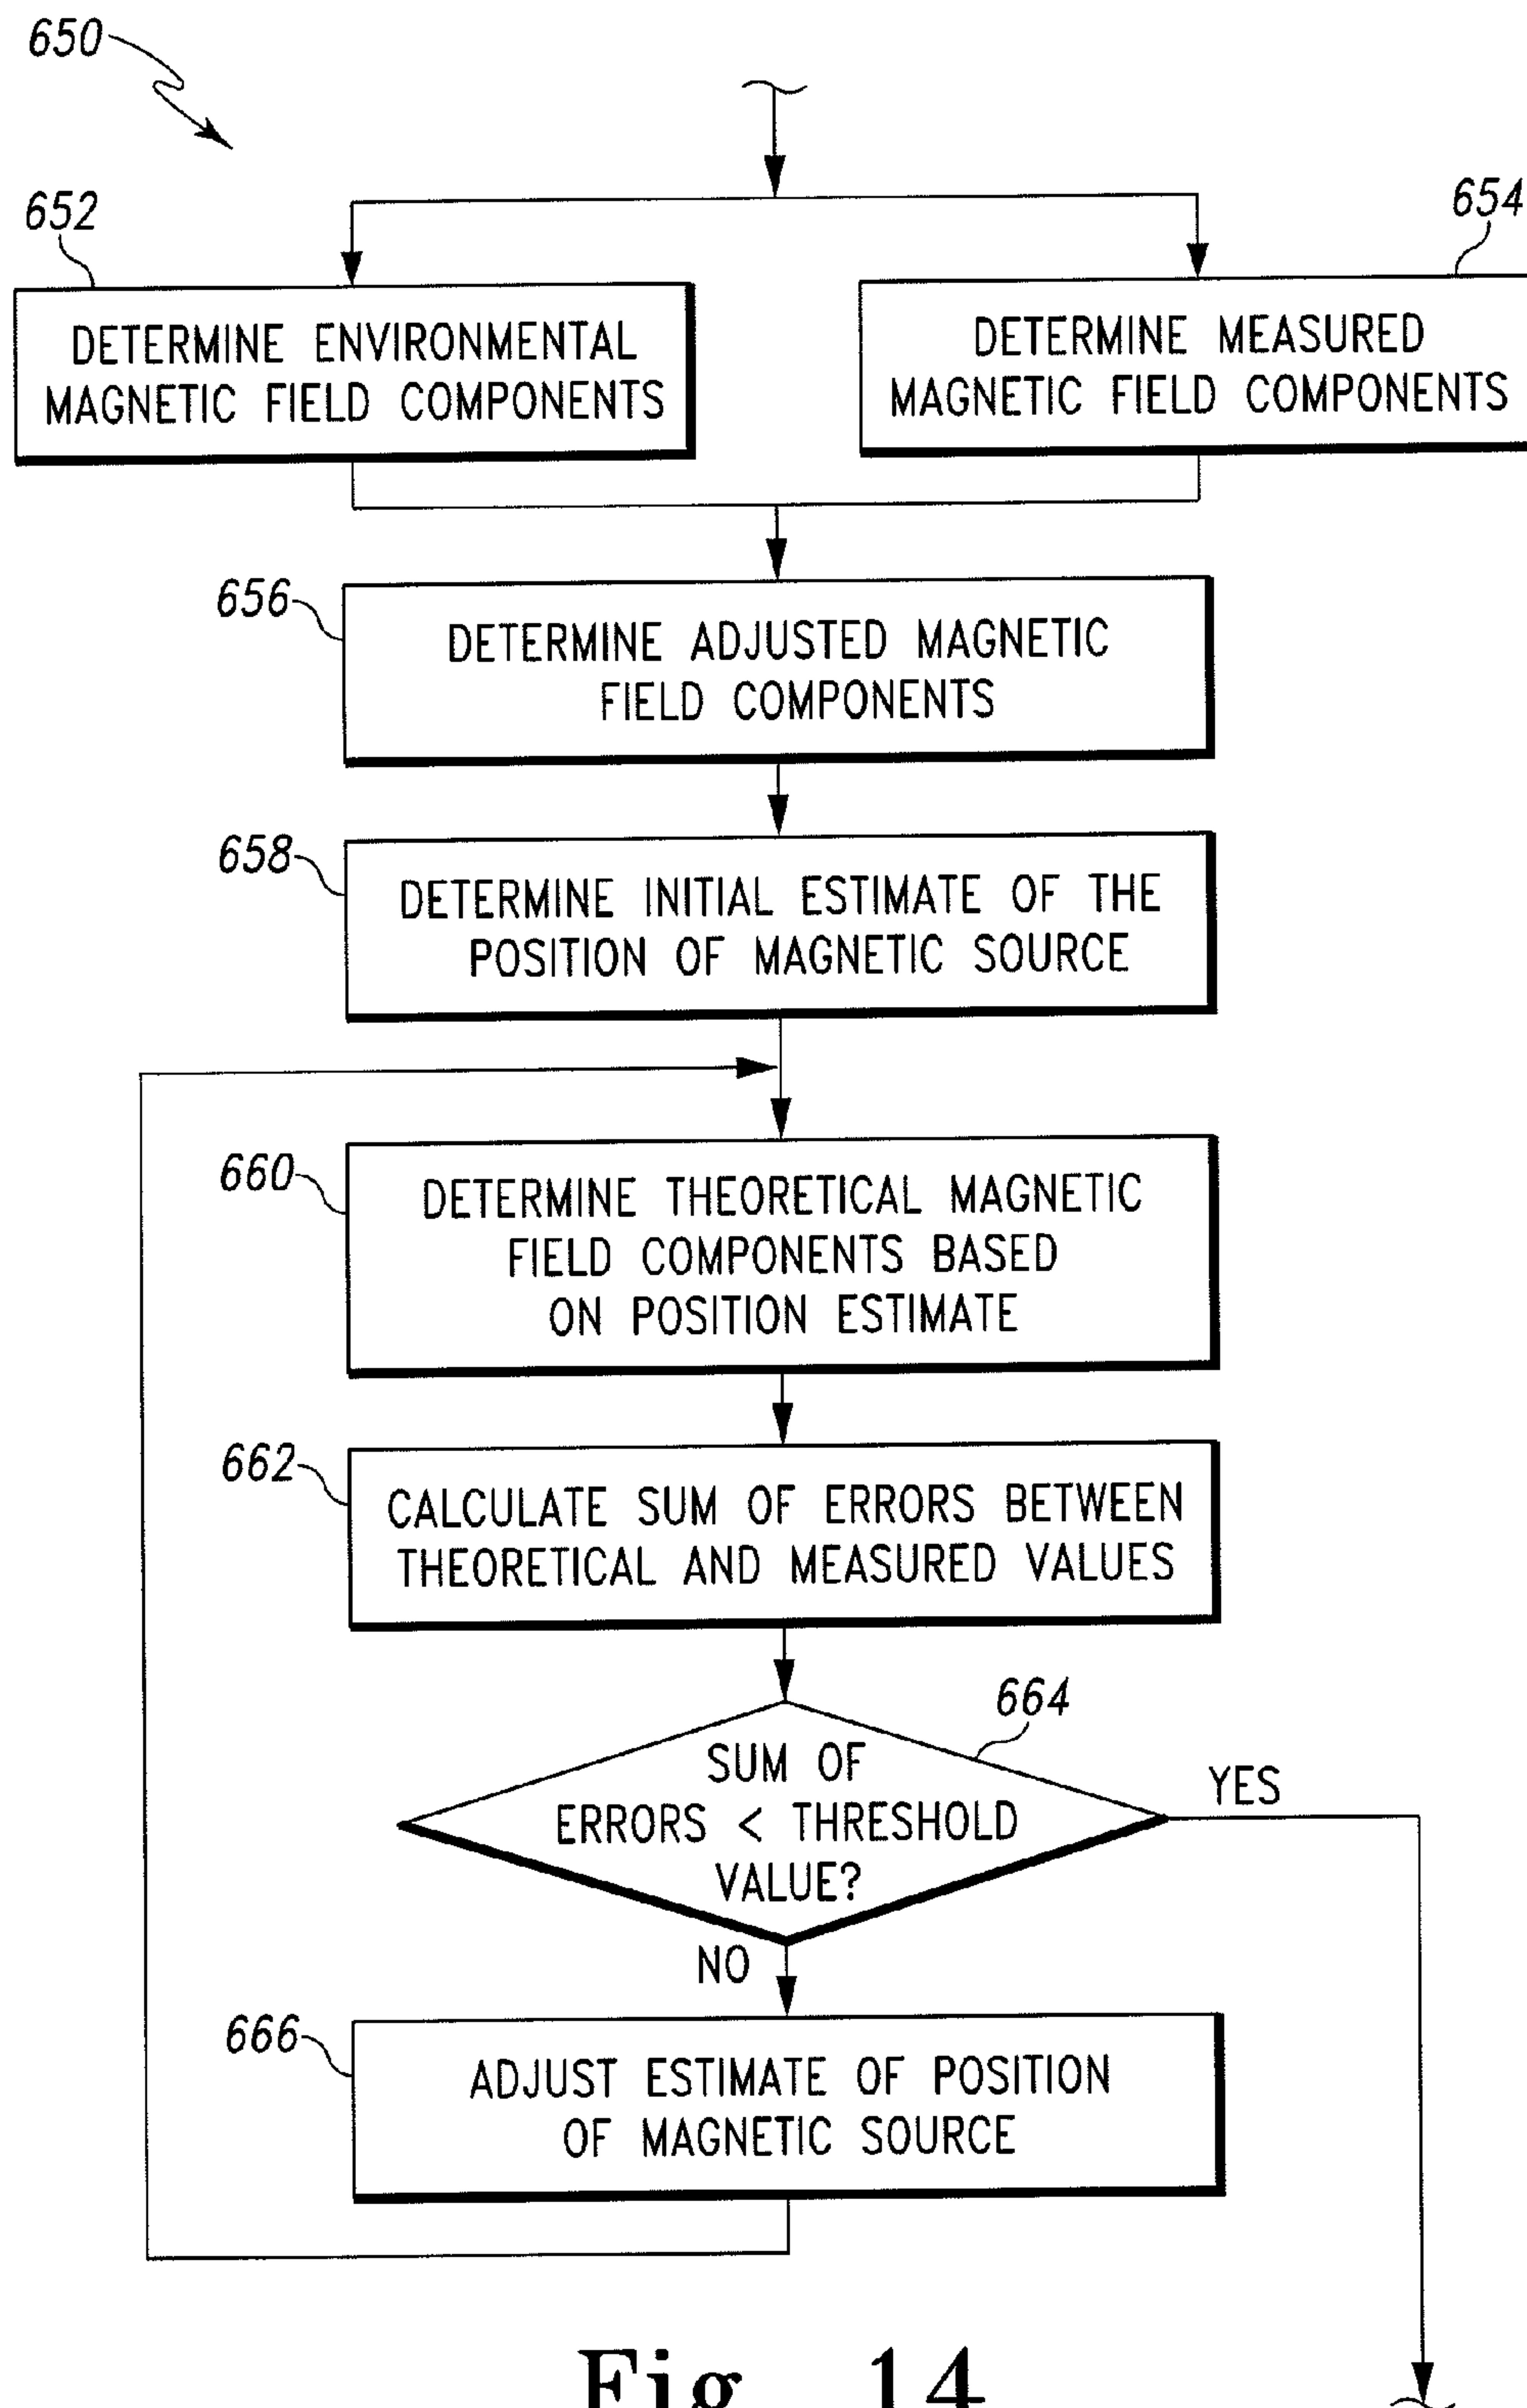 650
652
654
DETERMINE ENVIRONMENTAL
MAGNETIC FIELD COMPONENTS
DETERMINE MEASURED
MAGNETIC FIELD COMPONENTS
656
DETERMINE ADJUSTED MAGNETIC
FIELD COMPONENTS
658
DETERMINE INITIAL ESTIMATE OF THE
POSITION OF MAGNETIC SOURCE
660
DETERMINE THEORETICAL MAGNETIC
FIELD COMPONENTS BASED
ON POSITION ESTIMATE
662
CALCULATE SUM OF ERRORS BETWEEN
THEORETICAL AND MEASURED VALUES
664
SUM OF
ERRORS < THRESHOLD
VALUE?
YES
NO
666
ADJUST ESTIMATE OF POSITION
OF MAGNETIC SOURCE
Fig. 14